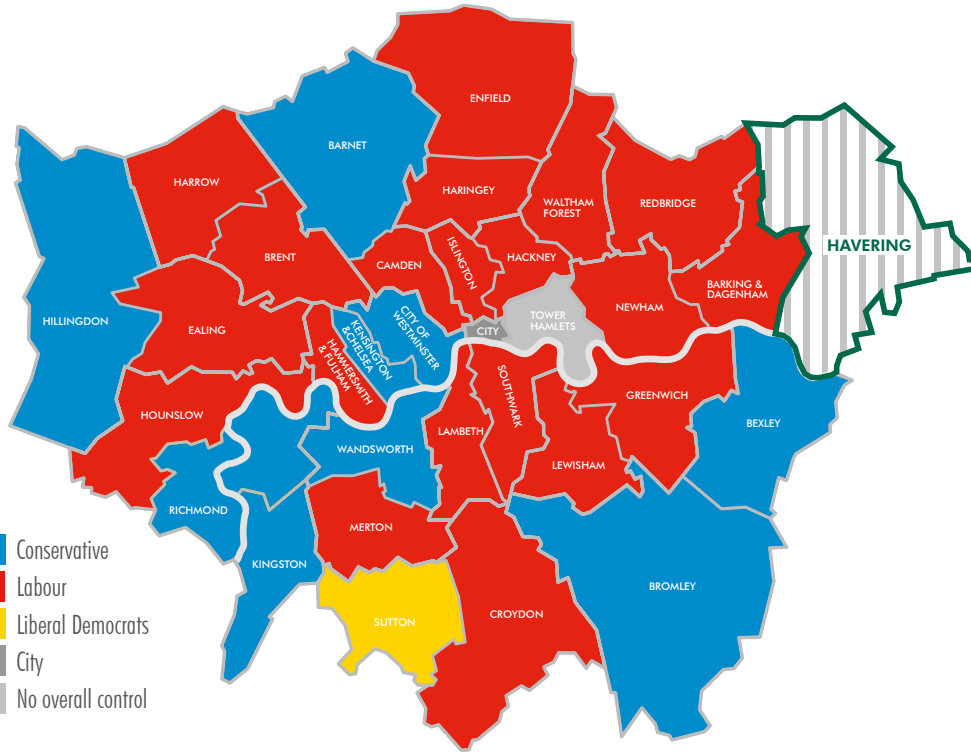 ENFIELD
BARNET
HARROW
HARINGEY
WALTHAM
FOREST
REDBRIDGE
HAVERING
BRENT
CAMDEN
ISLINGTON
HACKNEY
BARKING &
DAGENHAM
NEWHAM
HILLINGDON
EALING
HAMMERSMITH
& FULHAM
KENSINGTON
&CHELSEA
CITY OF
WESTMINSTER
CITY
TOWER
HAMLETS
HOUNSLOW
WANDSWORTH
LAMBETH
SOUTHWARK
GREENWICH
BEXLEY
LEWISHAM
RICHMOND
MERTON
KINGSTON
BROMLEY
SUTTON
CROYDON
Conservative
Labour
Liberal Democrats
City
No overall control